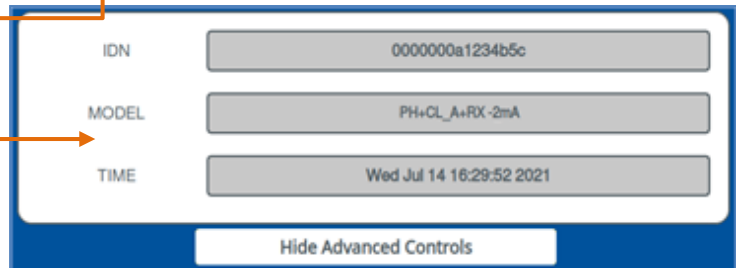 IDN 0000000a1234b5c
MODEL PH+CL_A+RX-2mA
TIME Wed Jul 14 16:29:52 2021
Hide Advanced Controls